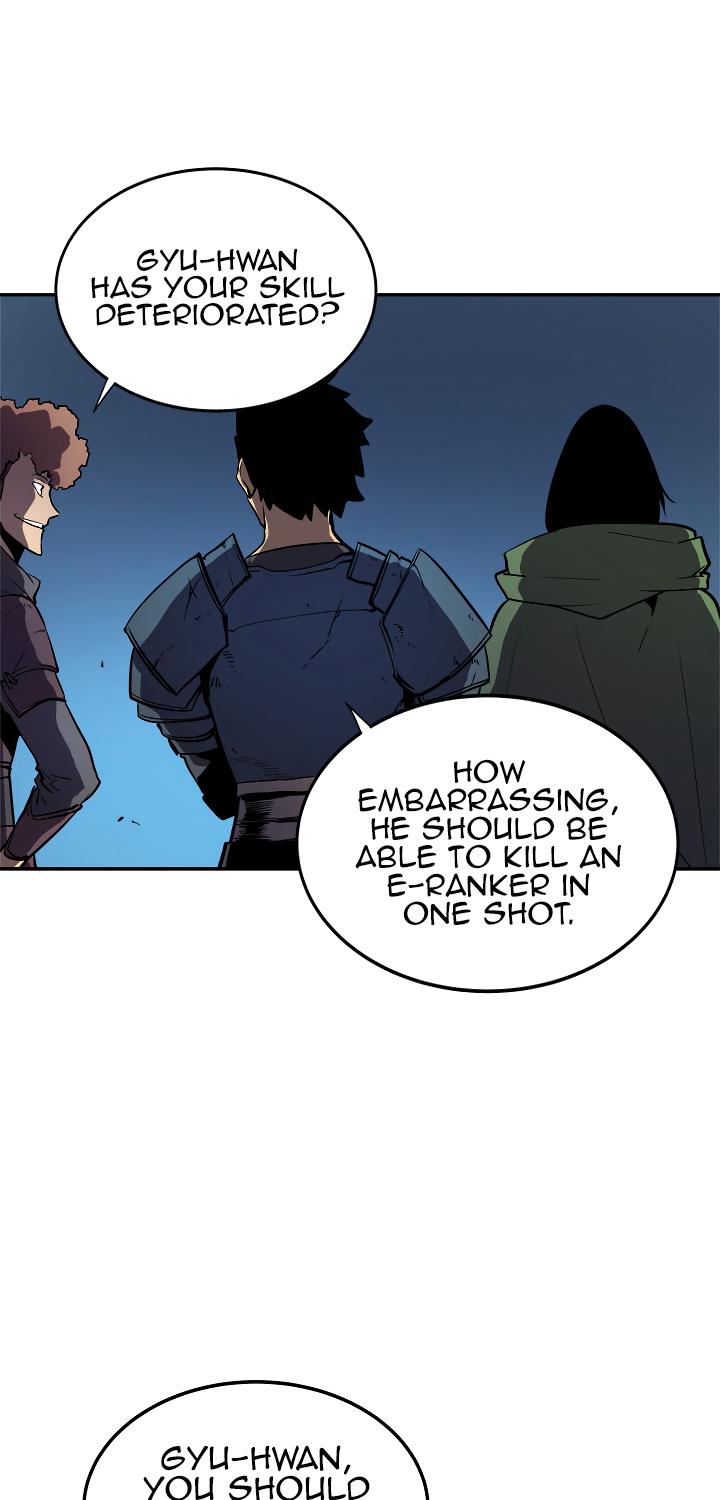 GYU-HWAN
HAS YOUR SKILL
DETERIORATED?
HOW
EMBARRASSING,
HE SHOULD BE
ABLE TO KILL AN
E-RANKER IN
ONE SHOT.
GYU-HWAN,
YOU SHOULD